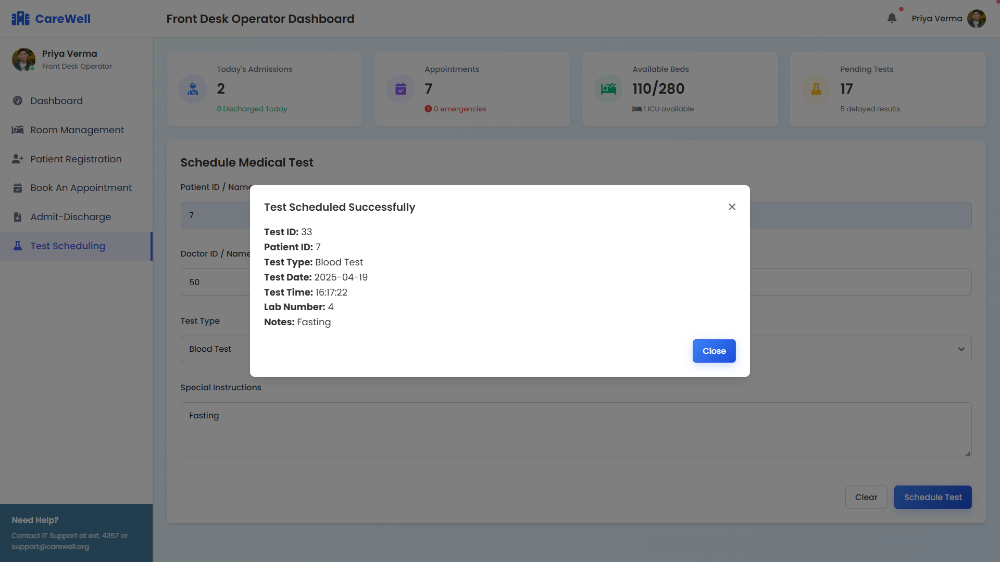 CareWell
Front Desk Operator Dashboard
Priya Verma
Priya Verma
Front Desk Operator
Dashboard
Room Management
Patient Registration
Book An Appointment
Admit-Discharge
Test Scheduling
Need Help?
Contact IT Support at ext. 4357 or
support@carewell.org
Today's Admissions
2
0 Discharged Today
Appointments
7
0 emergencies
Available Beds
110/280
1 ICU available
Pending Tests
17
5 delayed results
Schedule Medical Test
Patient ID / Name
7
Doctor ID / Name
50
Test Type
Blood Test
Special Instructions
Fasting
Clear
Schedule Test
Test Scheduled Successfully
Test ID: 33
Patient ID: 7
Test Type: Blood Test
Test Date: 2025-04-19
Test Time: 16:17:22
Lab Number: 4
Notes: Fasting
Close